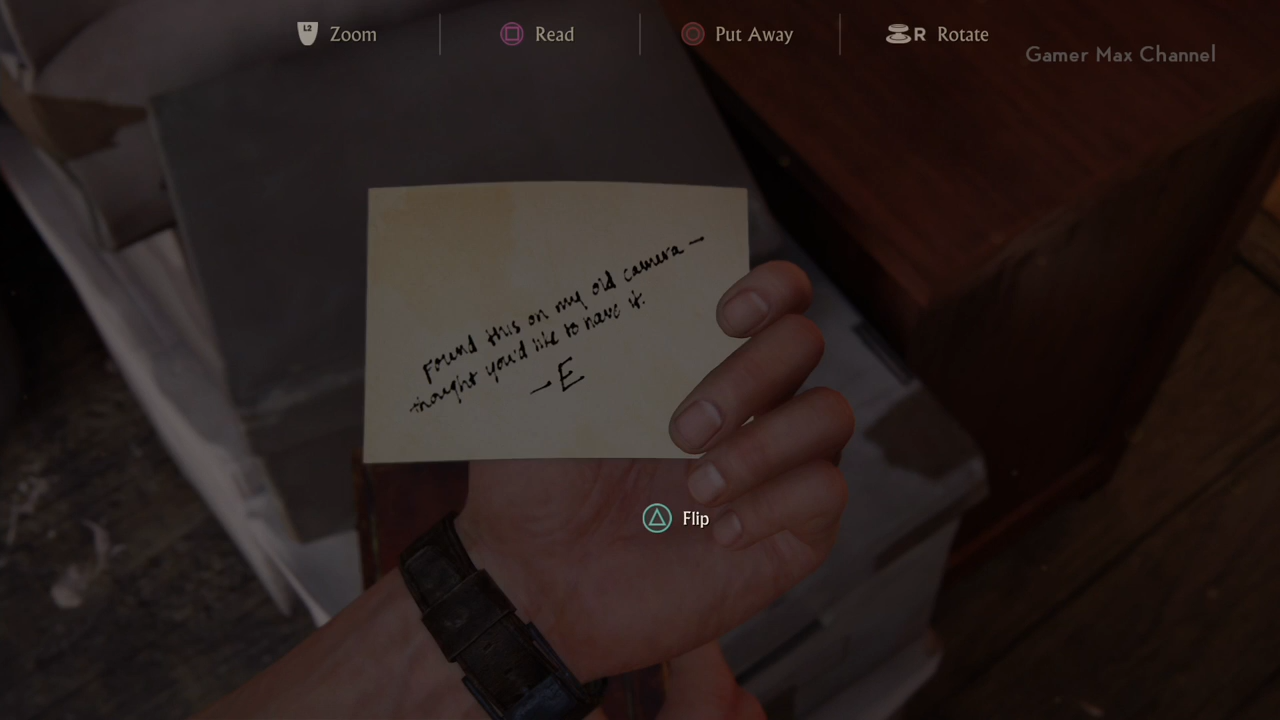 L2 Zoom
Read
Put Away
R Rotate
Gamer Max Channel
Found this on my old camera —
thought you'd like to have it.
— E
Flip